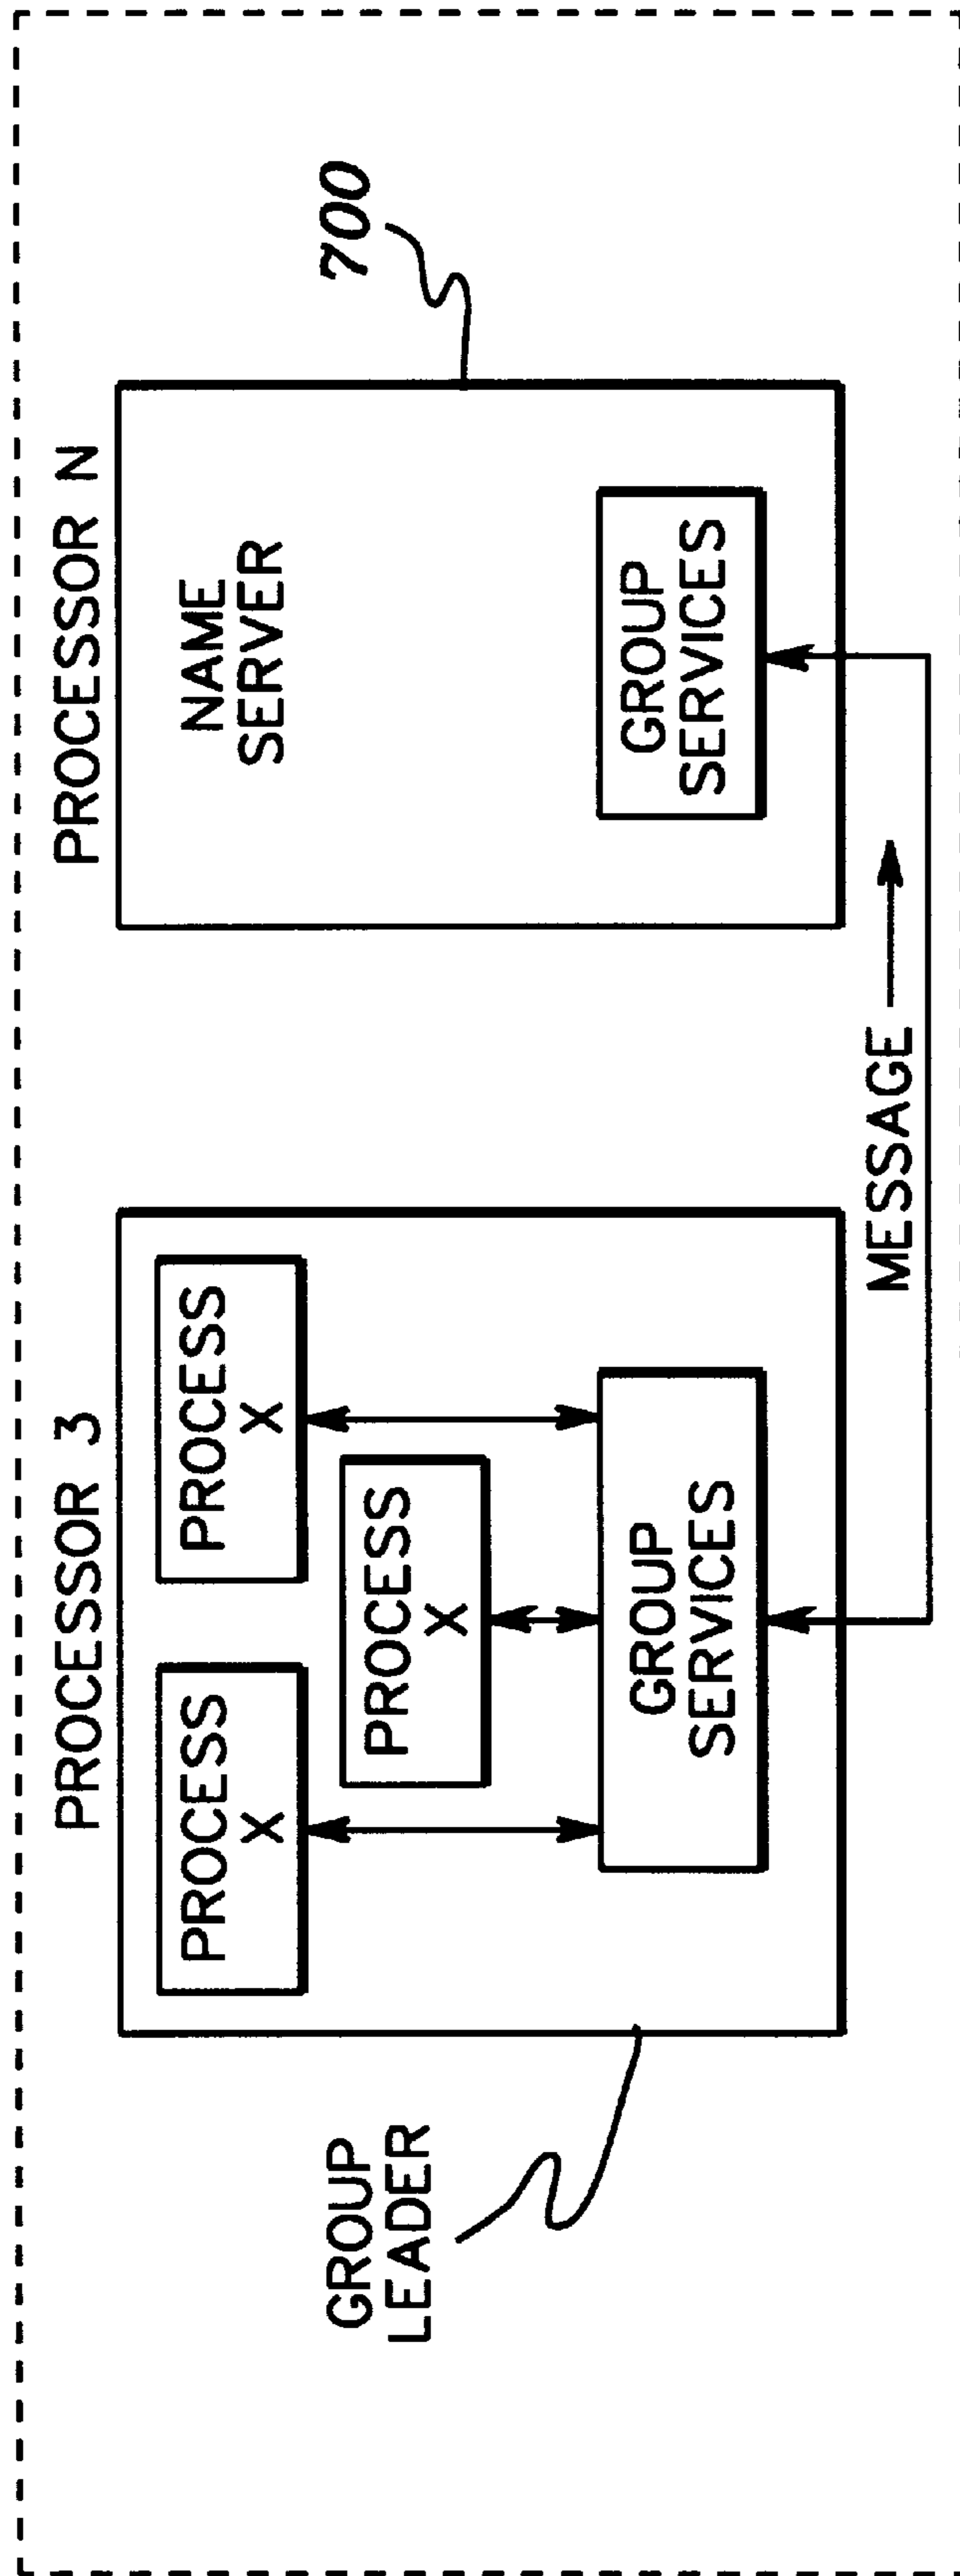 PROCESSOR 3
PROCESS
X
PROCESS
X
PROCESS
X
GROUP
SERVICES
GROUP
LEADER
PROCESSOR N
NAME
SERVER
700
GROUP
SERVICES
MESSAGE